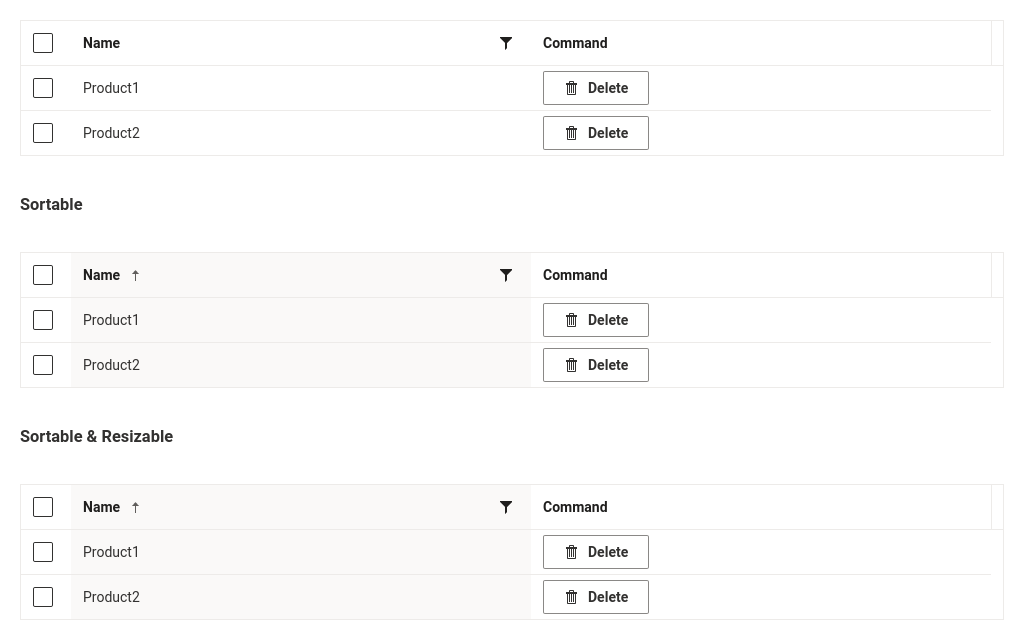 Name Command
Product1 Delete
Product2 Delete
Sortable
Name Command
Product1 Delete
Product2 Delete
Sortable & Resizable
Name Command
Product1 Delete
Product2 Delete